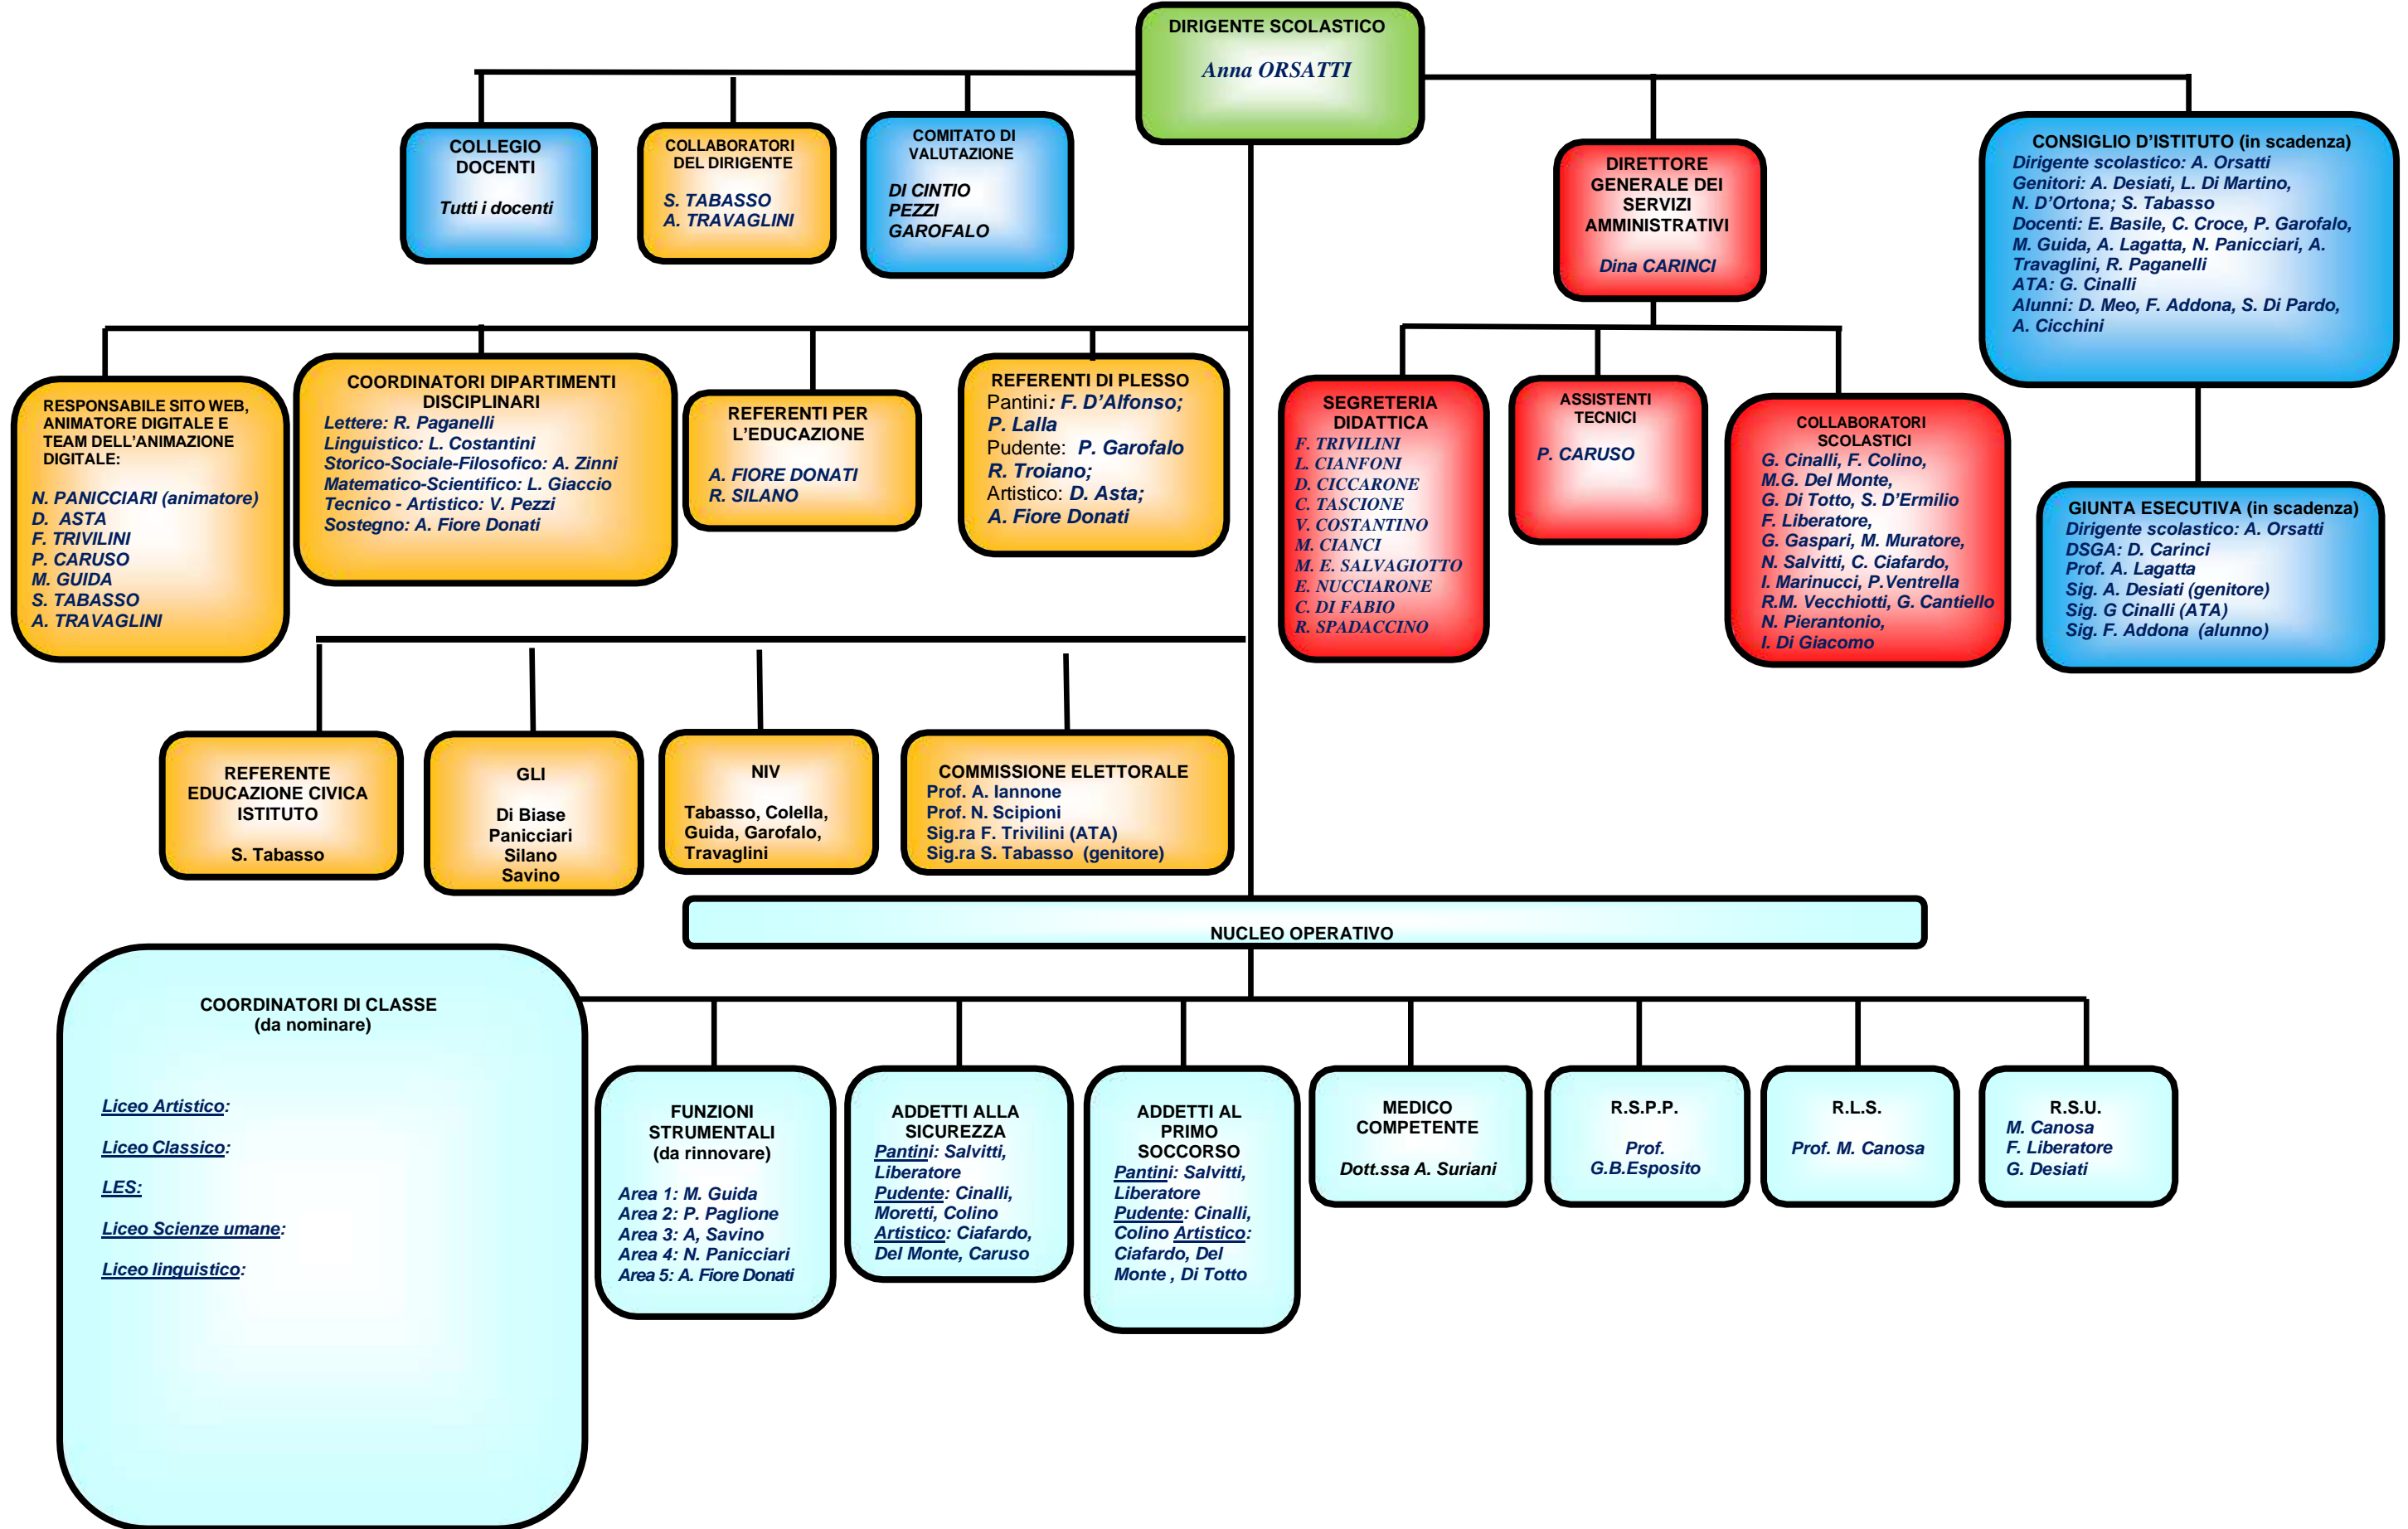 DIRIGENTE SCOLASTICO
Anna ORSATTI
COLLEGIO
DOCENTI
Tutti i docenti
COLLABORATORI
DEL DIRIGENTE
S. TABASSO
A. TRAVAGLINI
COMITATO DI
VALUTAZIONE
DI CINTIO
PEZZI
GAROFALO
DIRETTORE
GENERALE DEI
SERVIZI
AMMINISTRATIVI
Dina CARINCI
CONSIGLIO D'ISTITUTO (in scadenza)
Dirigente scolastico: A. Orsatti
Genitori: A. Desiati, L. Di Martino,
N. D'Ortona; S. Tabasso
Docenti: E. Basile, C. Croce, P. Garofalo,
M. Guida, A. Lagatta, N. Panicciari, A.
Travaglini, R. Paganelli
ATA: G. Cinalli
Alunni: D. Meo, F. Addona, S. Di Pardo,
A. Cicchini
RESPONSABILE SITO WEB,
ANIMATORE DIGITALE E
TEAM DELL'ANIMAZIONE
DIGITALE:
N. PANICCIARI (animatore)
D. ASTA
F. TRIVILINI
P. CARUSO
M. GUIDA
S. TABASSO
A. TRAVAGLINI
COORDINATORI DIPARTIMENTI
DISCIPLINARI
Lettere: R. Paganelli
Linguistico: L. Costantini
Storico-Sociale-Filosofico: A. Zinni
Matematico-Scientifico: L. Giaccio
Tecnico - Artistico: V. Pezzi
Sostegno: A. Fiore Donati
REFERENTI PER
L'EDUCAZIONE
A. FIORE DONATI
R. SILANO
REFERENTI DI PLESSO
Pantini: F. D'Alfonso;
P. Lalla
Pudente: P. Garofalo
R. Troiano;
Artistico: D. Asta;
A. Fiore Donati
SEGRETERIA
DIDATTICA
F. TRIVILINI
L. CIANFONI
D. CICCARONE
C. TASCIONE
V. COSTANTINO
M. CIANCI
M. E. SALVAGIOTTO
E. NUCCIARONE
C. DI FABIO
R. SPADACCINO
ASSISTENTI
TECNICI
P. CARUSO
COLLABORATORI
SCOLASTICI
G. Cinalli, F. Colino,
M.G. Del Monte,
G. Di Totto, S. D'Ermilio
F. Liberatore,
G. Gaspari, M. Muratore,
N. Salvitti, C. Ciafardo,
I. Marinucci, P.Ventrella
R.M. Vecchiotti, G. Cantiello
N. Pierantonio,
I. Di Giacomo
GIUNTA ESECUTIVA (in scadenza)
Dirigente scolastico: A. Orsatti
DSGA: D. Carinci
Prof. A. Lagatta
Sig. A. Desiati (genitore)
Sig. G Cinalli (ATA)
Sig. F. Addona (alunno)
REFERENTE
EDUCAZIONE CIVICA
ISTITUTO
S. Tabasso
GLI
Di Biase
Panicciari
Silano
Savino
NIV
Tabasso, Colella,
Guida, Garofalo,
Travaglini
COMMISSIONE ELETTORALE
Prof. A. Iannone
Prof. N. Scipioni
Sig.ra F. Trivilini (ATA)
Sig.ra S. Tabasso (genitore)
NUCLEO OPERATIVO
COORDINATORI DI CLASSE
(da nominare)
Liceo Artistico:
Liceo Classico:
LES:
Liceo Scienze umane:
Liceo linguistico:
FUNZIONI
STRUMENTALI
(da rinnovare)
Area 1: M. Guida
Area 2: P. Paglione
Area 3: A, Savino
Area 4: N. Panicciari
Area 5: A. Fiore Donati
ADDETTI ALLA
SICUREZZA
Pantini: Salvitti,
Liberatore
Pudente: Cinalli,
Moretti, Colino
Artistico: Ciafardo,
Del Monte, Caruso
ADDETTI AL
PRIMO
SOCCORSO
Pantini: Salvitti,
Liberatore
Pudente: Cinalli,
Colino Artistico:
Ciafardo, Del
Monte , Di Totto
MEDICO
COMPETENTE
Dott.ssa A. Suriani
R.S.P.P.
Prof.
G.B.Esposito
R.L.S.
Prof. M. Canosa
R.S.U.
M. Canosa
F. Liberatore
G. Desiati